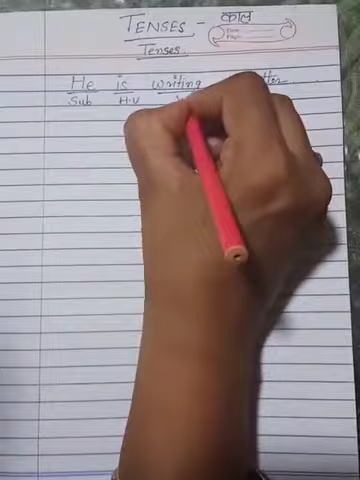 TENSES - काल
Tenses.
He is writing
Sub H.V